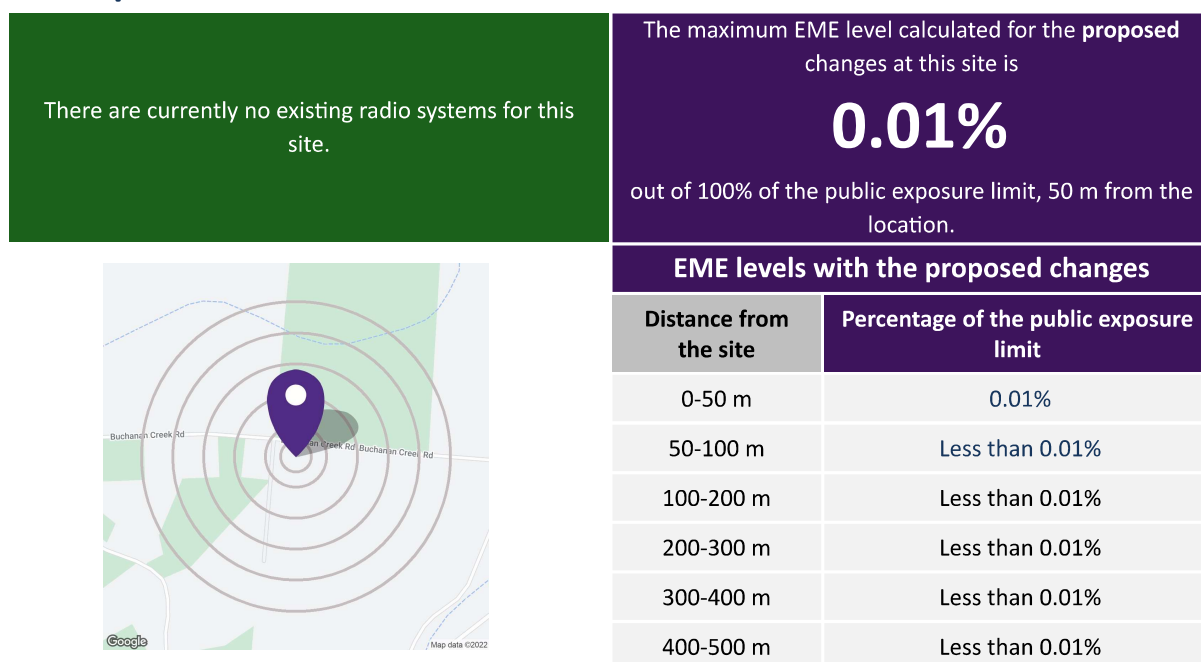 There are currently no existing radio systems for this
site.
The maximum EME level calculated for the proposed
changes at this site is
0.01%
out of 100% of the public exposure limit, 50 m from the
location.
EME levels with the proposed changes
Distance from
the site
Percentage of the public exposure
limit
0-50 m 0.01%
50-100 m Less than 0.01%
100-200 m Less than 0.01%
200-300 m Less than 0.01%
300-400 m Less than 0.01%
400-500 m Less than 0.01%
Buchanan Creek Rd
Creek Rd
Buchanan Creek Rd
Google
Map data ©2022